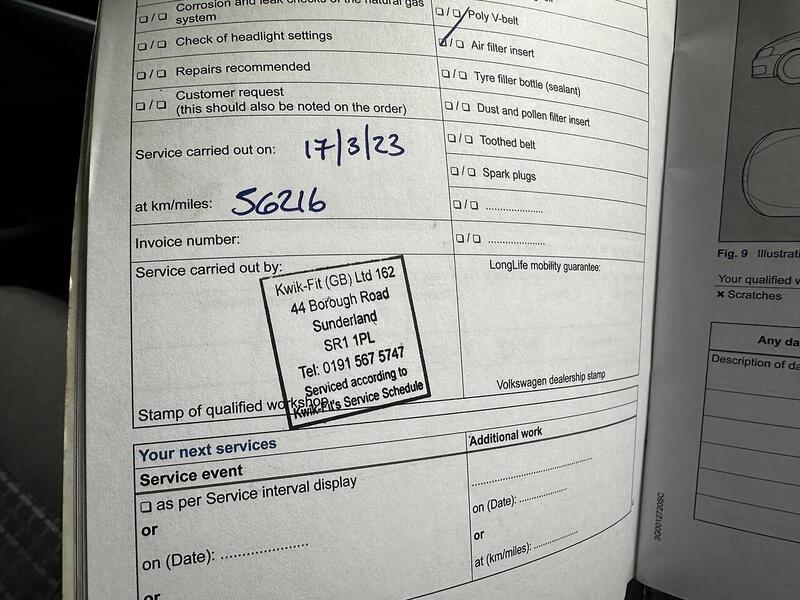 Corrosion and leak checks of the natural gas
system
Check of headlight settings
Repairs recommended
Customer request
(this should also be noted on the order)
Service carried out on: 17/3/23
at km/miles: 56216
Invoice number:
Service carried out by:
Kwik-Fit (GB) Ltd 162
44 Borough Road
Sunderland
SR1 1PL
Tel: 0191 567 5747
Serviced according to
Kwik-Fit's Service Schedule
Stamp of qualified workshop
Poly V-belt
Air filter insert
Tyre filler bottle (sealant)
Dust and pollen filter insert
Toothed belt
Spark plugs
....................
....................
LongLife mobility guarantee:
Volkswagen dealership stamp
Your next services
Service event
as per Service interval display
or
on (Date): ......................
or
Additional work
..............................
on (Date): ................
or
at (km/miles): ...............
Fig. 9 Illustrati
Your qualified w
× Scratches
Any da
Description of da
3G0012720SC